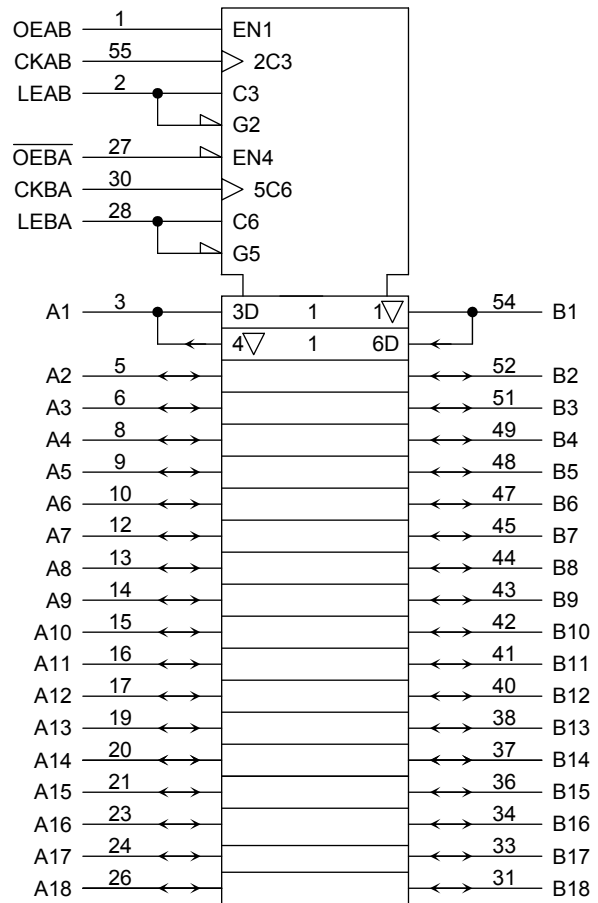 OEAB 1 EN1
CKAB 55 2C3
LEAB 2 C3
G2
OEBA 27 EN4
CKBA 30 5C6
LEBA 28 C6
G5
A1 3 3D 1 1 54 B1
4 1 6D
A2 5 52 B2
A3 6 51 B3
A4 8 49 B4
A5 9 48 B5
A6 10 47 B6
A7 12 45 B7
A8 13 44 B8
A9 14 43 B9
A10 15 42 B10
A11 16 41 B11
A12 17 40 B12
A13 19 38 B13
A14 20 37 B14
A15 21 36 B15
A16 23 34 B16
A17 24 33 B17
A18 26 31 B18